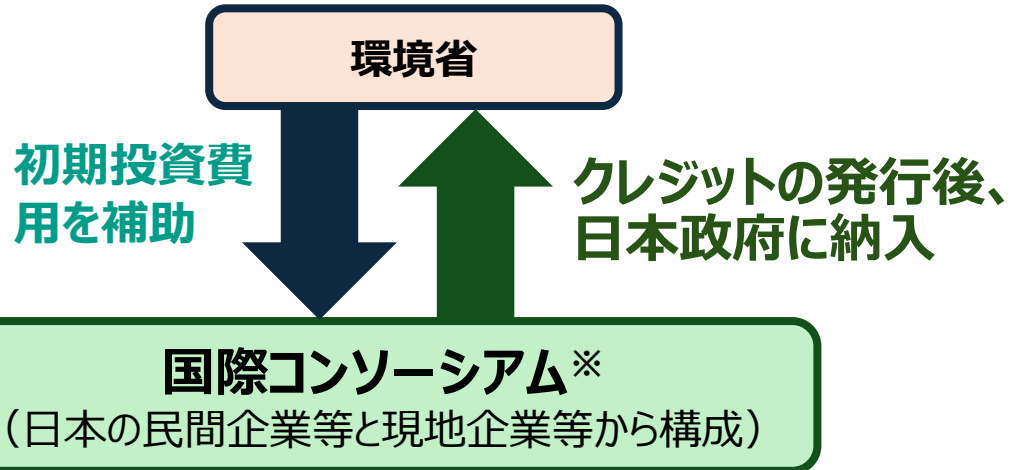 環境省
初期投資費
用を補助
クレジットの発行後、
日本政府に納入
国際コンソーシアム※
（日本の民間企業等と現地企業等から構成）